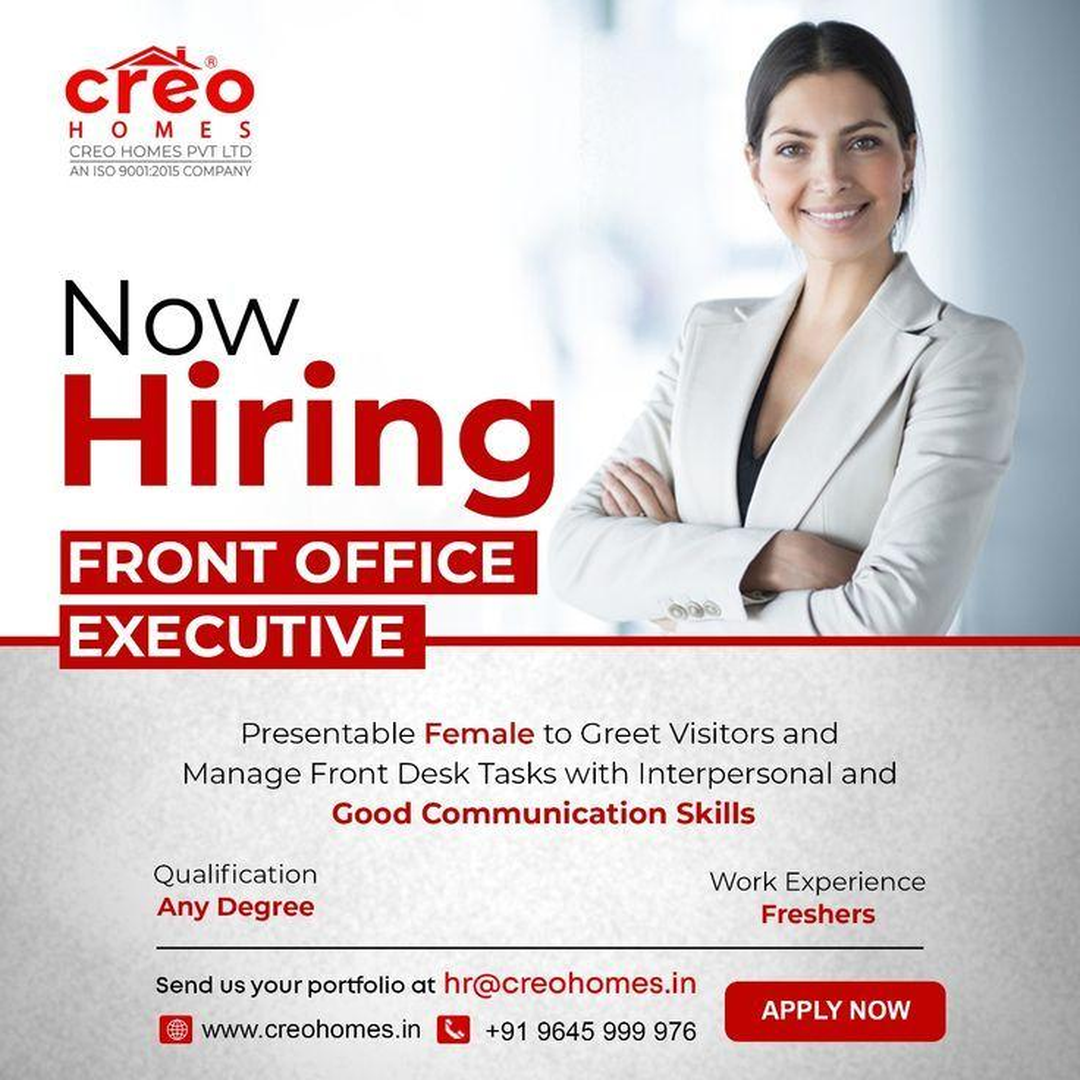 creo®
HOMES
CREO HOMES PVT LTD
AN ISO 9001:2015 COMPANY
Now
Hiring
FRONT OFFICE
EXECUTIVE
Presentable Female to Greet Visitors and
Manage Front Desk Tasks with Interpersonal and
Good Communication Skills
Qualification
Any Degree
Work Experience
Freshers
Send us your portfolio at hr@creohomes.in
www.creohomes.in +91 9645 999 976
APPLY NOW